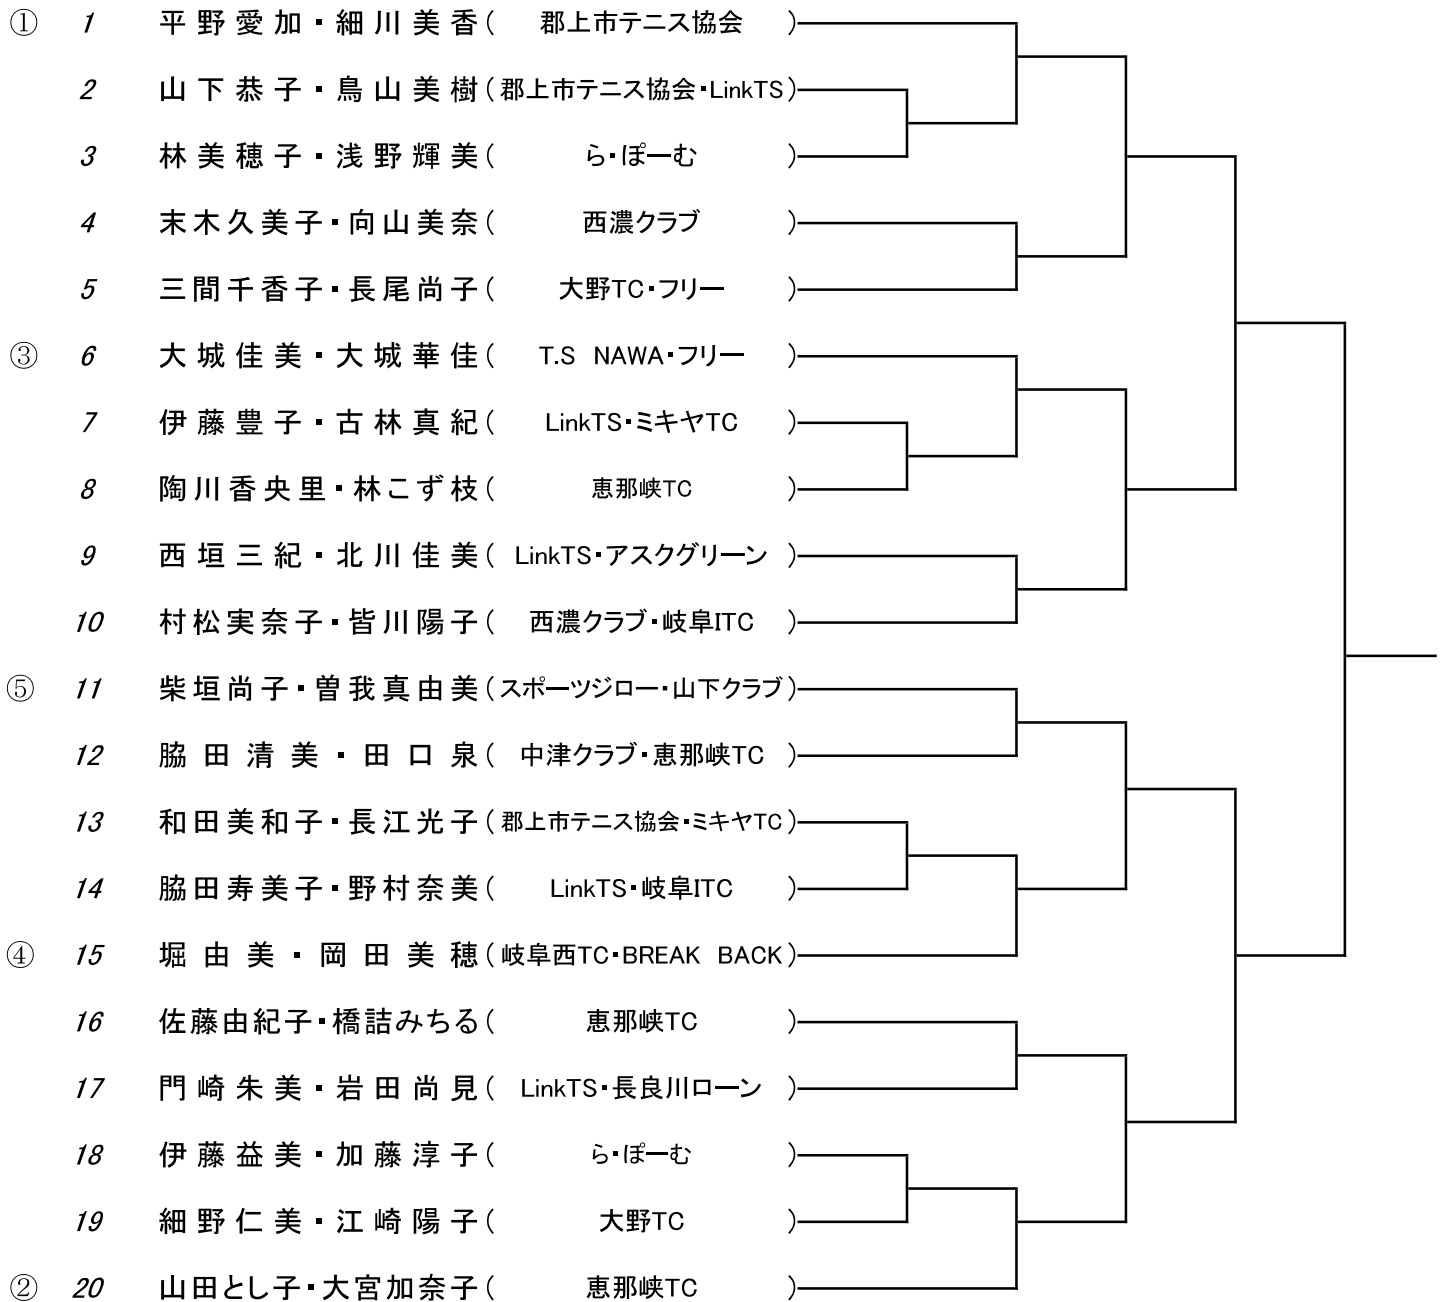 ① 1 平野愛加・細川美香( 郡上市テニス協会 )
2 山下恭子・鳥山美樹(郡上市テニス協会・LinkTS)
3 林美穂子・浅野輝美( ら・ぽーむ )
4 末木久美子・向山美奈( 西濃クラブ )
5 三間千香子・長尾尚子( 大野TC・フリー )
③ 6 大城佳美・大城華佳( T.S NAWA・フリー )
7 伊藤豊子・古林真紀( LinkTS・ミキヤTC )
8 陶川香央里・林こず枝( 恵那峡TC )
9 西垣三紀・北川佳美( LinkTS・アスクグリーン )
10 村松実奈子・皆川陽子( 西濃クラブ・岐阜ITC )
⑤ 11 柴垣尚子・曽我真由美(スポーツジロー・山下クラブ)
12 脇田清美・田口泉( 中津クラブ・恵那峡TC )
13 和田美和子・長江光子(郡上市テニス協会・ミキヤTC)
14 脇田寿美子・野村奈美( LinkTS・岐阜ITC )
④ 15 堀由美・岡田美穂(岐阜西TC・BREAK BACK)
16 佐藤由紀子・橋詰みちる( 恵那峡TC )
17 門崎朱美・岩田尚見( LinkTS・長良川ローン )
18 伊藤益美・加藤淳子( ら・ぽーむ )
19 細野仁美・江崎陽子( 大野TC )
② 20 山田とし子・大宮加奈子( 恵那峡TC )